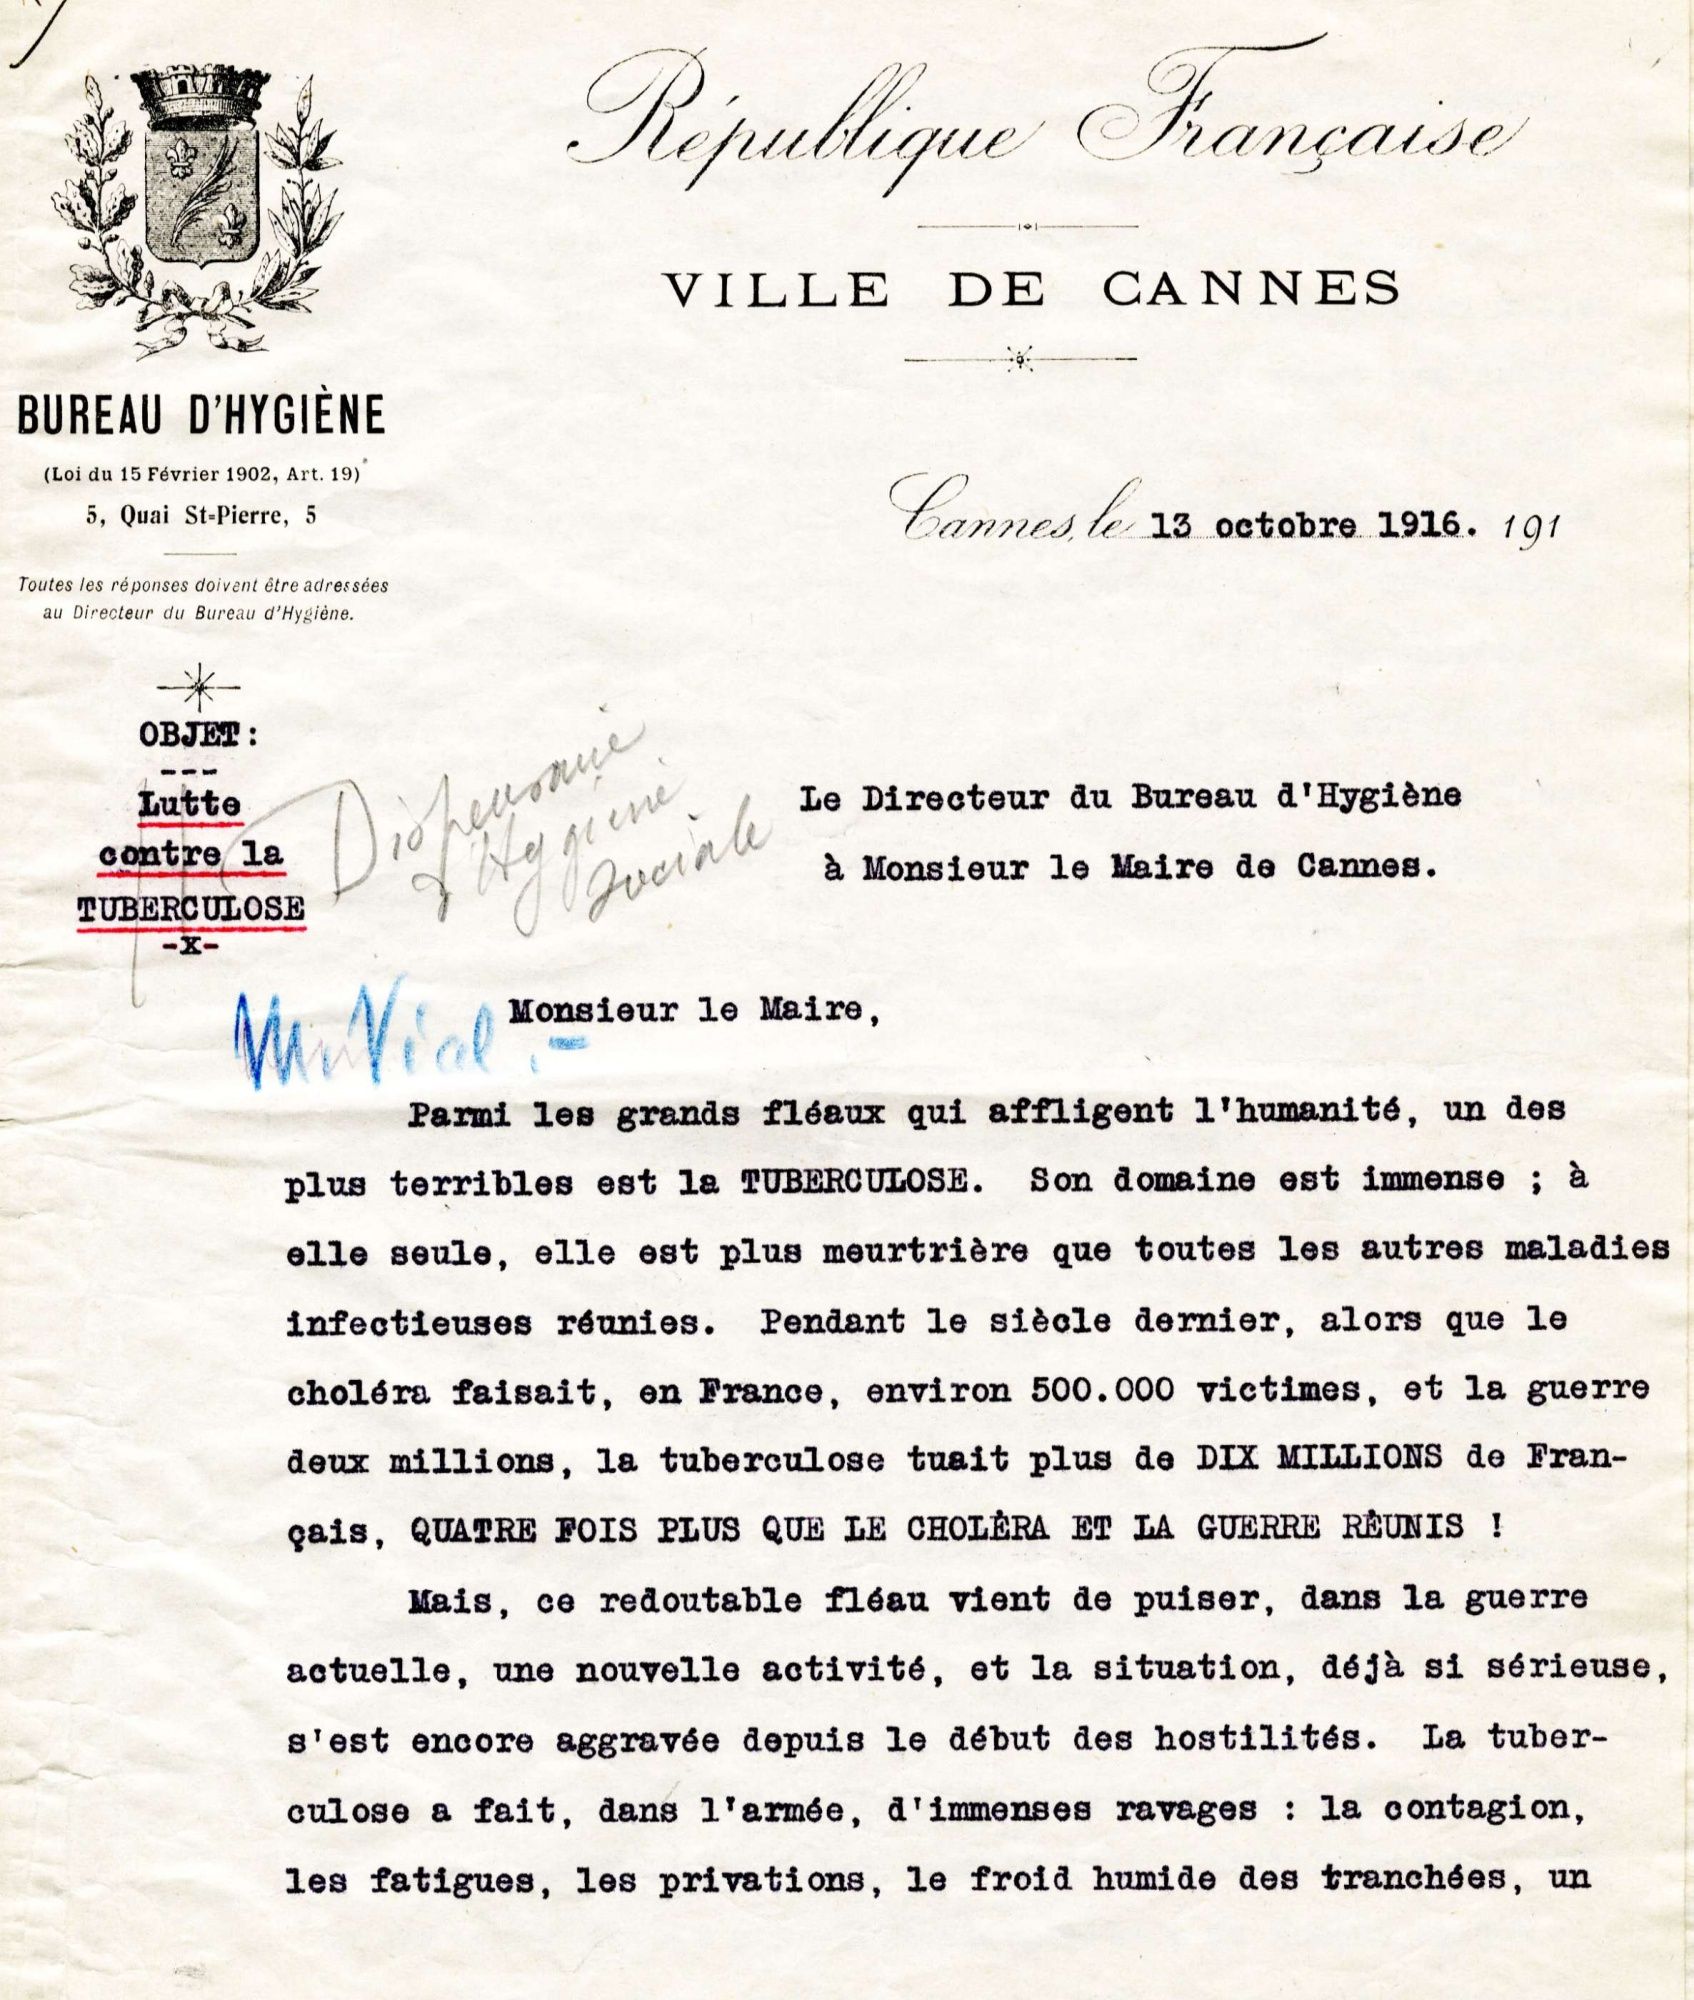 République Française
VILLE DE CANNES
BUREAU D'HYGIÈNE
(Loi du 15 Février 1902, Art. 19)
5, Quai St-Pierre, 5
Toutes les réponses doivent être adressées
au Directeur du Bureau d'Hygiène.
Cannes, le 13 octobre 1916. 191
OBJET:
---
Lutte
contre la
TUBERCULOSE
-x-
Dispensaire
d'Hygiène
sociale
Le Directeur du Bureau d'Hygiène
à Monsieur le Maire de Cannes.
Mr Vial.-
Monsieur le Maire,
Parmi les grands fléaux qui affligent l'humanité, un des
plus terribles est la TUBERCULOSE. Son domaine est immense ; à
elle seule, elle est plus meurtrière que toutes les autres maladies
infectieuses réunies. Pendant le siècle dernier, alors que le
choléra faisait, en France, environ 500.000 victimes, et la guerre
deux millions, la tuberculose tuait plus de DIX MILLIONS de Fran-
çais, QUATRE FOIS PLUS QUE LE CHOLÉRA ET LA GUERRE RÉUNIS !
Mais, ce redoutable fléau vient de puiser, dans la guerre
actuelle, une nouvelle activité, et la situation, déjà si sérieuse,
s'est encore aggravée depuis le début des hostilités. La tuber-
culose a fait, dans l'armée, d'immenses ravages : la contagion,
les fatigues, les privations, le froid humide des tranchées, un